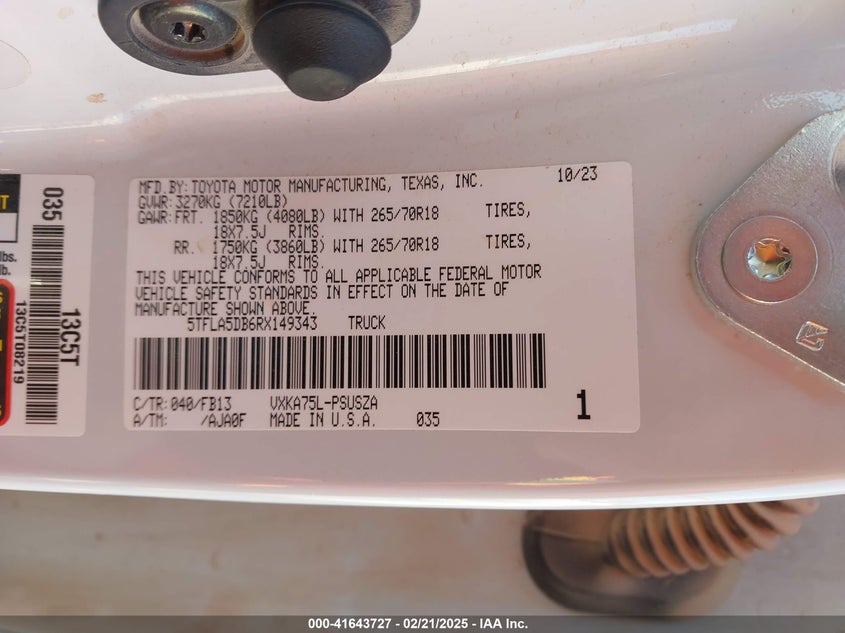 MFD.BY: TOYOTA MOTOR MANUFACTURING, TEXAS, INC. 10/23
GVWR: 3270KG (7210LB)
GAWR: FRT. 1850KG (4080LB) WITH 265/70R18 TIRES,
18X7.5J RIMS.
RR. 1750KG (3860LB) WITH 265/70R18 TIRES,
18X7.5J RIMS.
THIS VEHICLE CONFORMS TO ALL APPLICABLE FEDERAL MOTOR
VEHICLE SAFETY STANDARDS IN EFFECT ON THE DATE OF
MANUFACTURE SHOWN ABOVE.
5TFLA5DB6RX149343 TRUCK
C/TR: 040/FB13 VXKA75L-PSUSZA 1
A/TM: /AJA0F MADE IN U.S.A. 035
035
13C5T
13C5T08219
lbs.
lb.
000-41643727 - 02/21/2025 - IAA Inc.